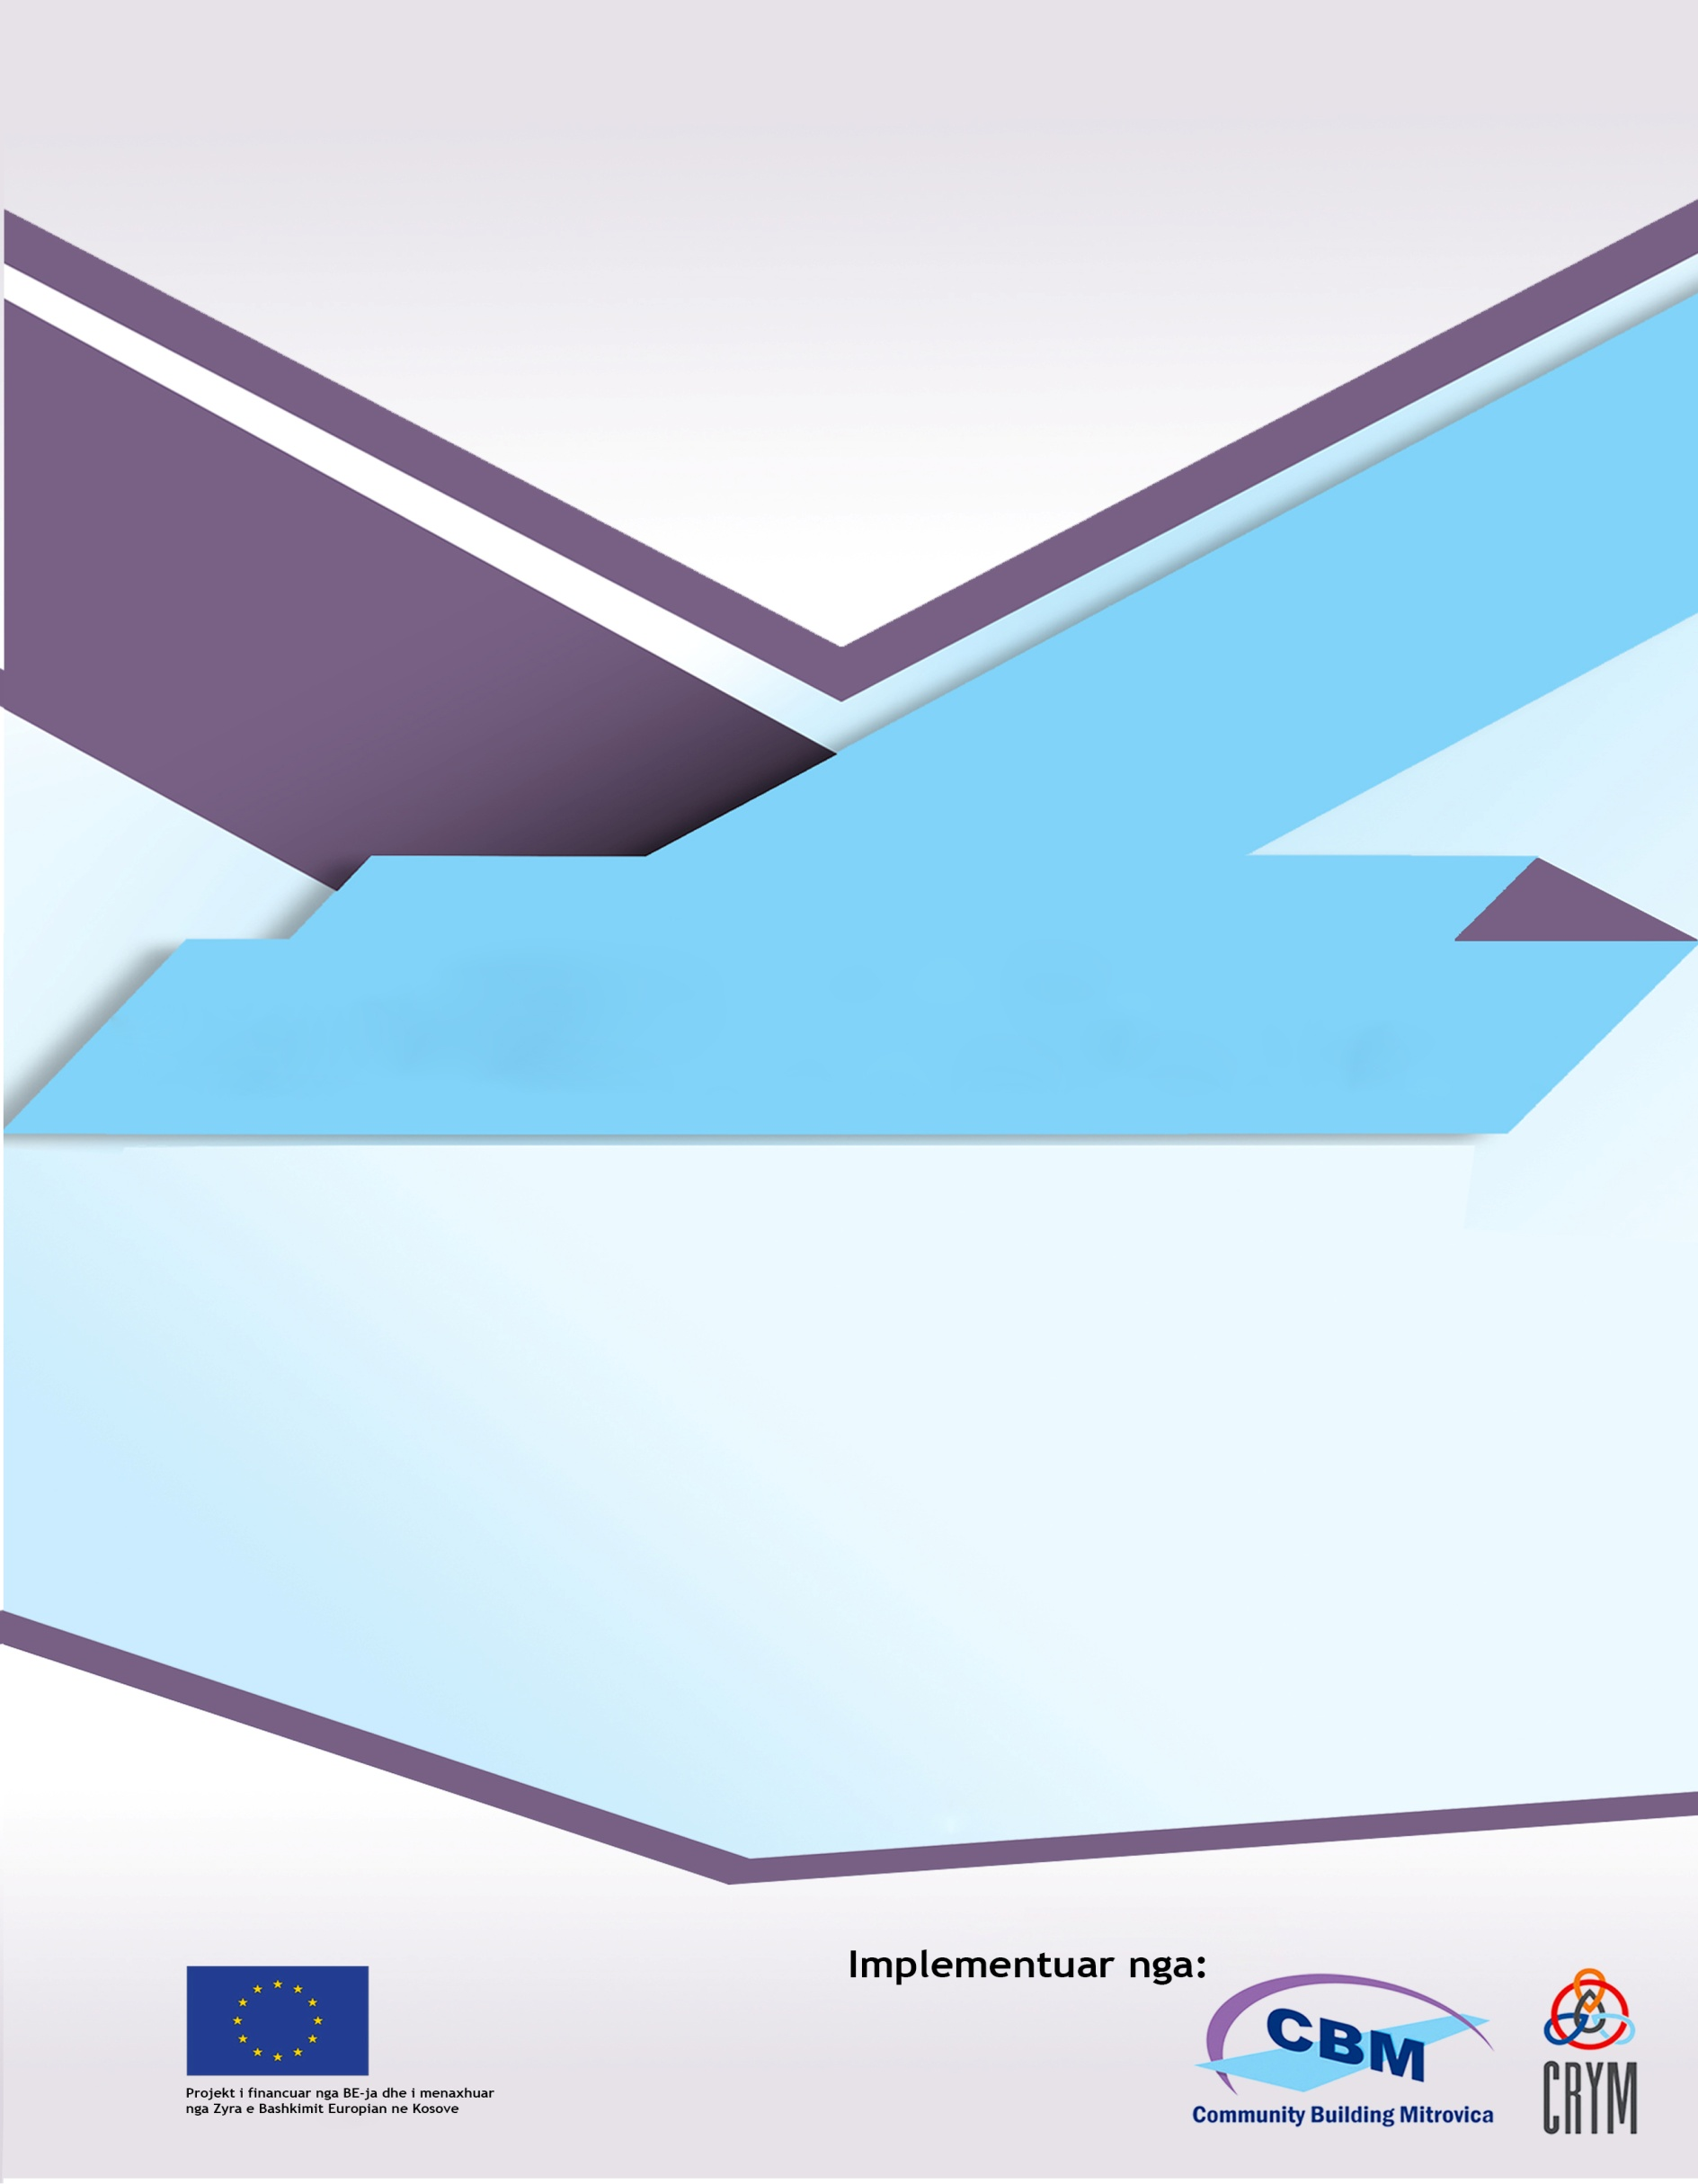 Implementuar nga:
CBM
Community Building Mitrovica
CRYM
Projekt i financuar nga BE-ja dhe i menaxhuar
nga Zyra e Bashkimit Europian ne Kosove